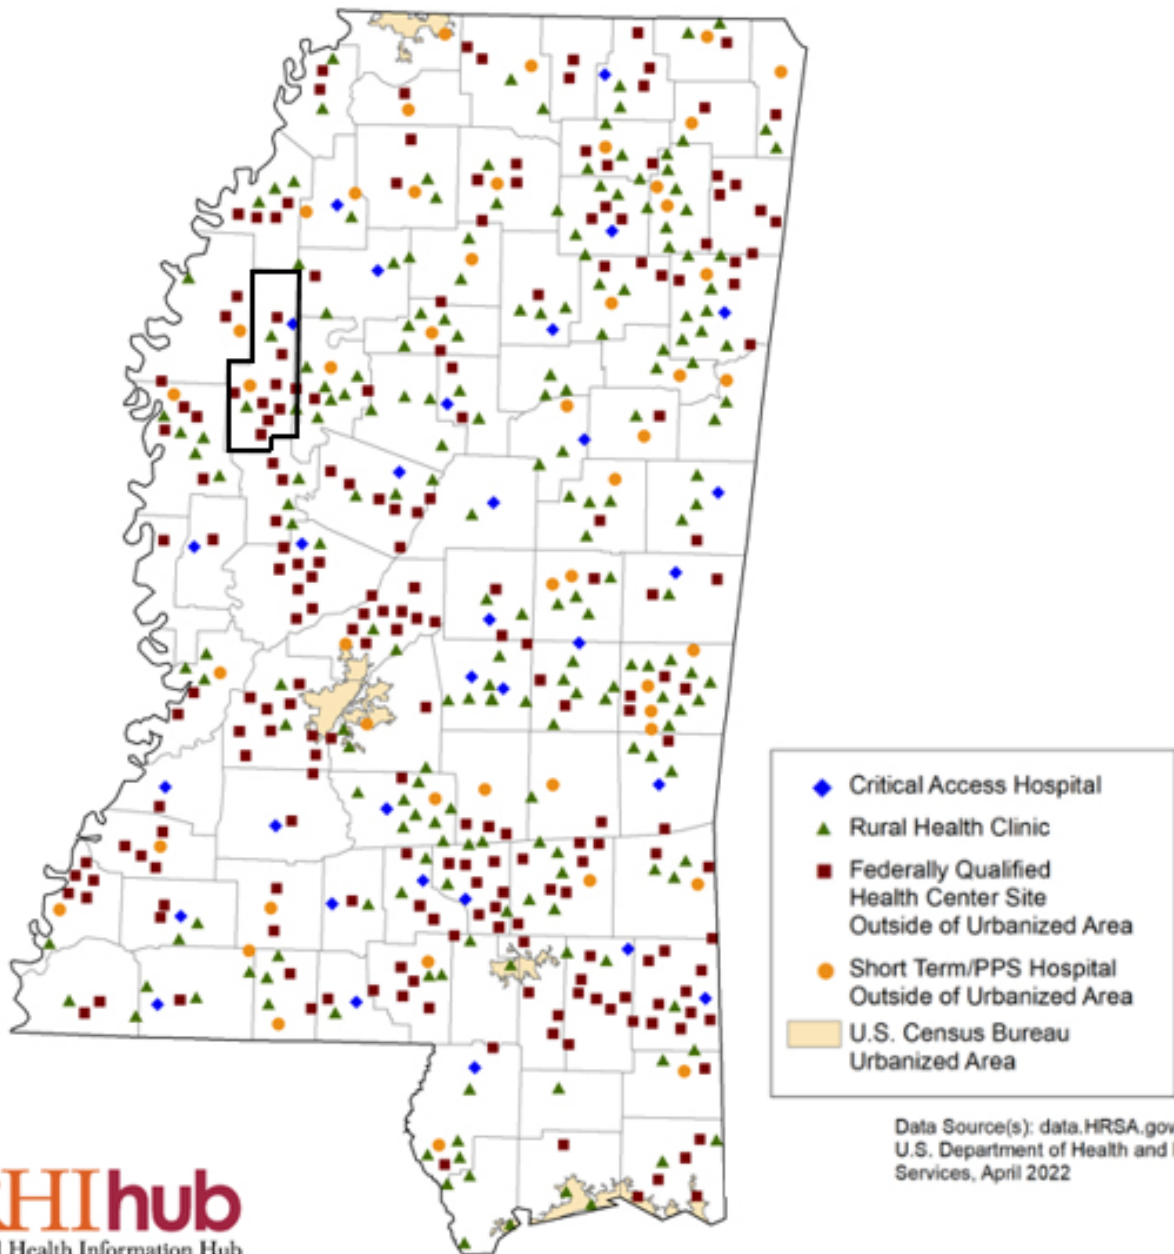 Critical Access Hospital
Rural Health Clinic
Federally Qualified
Health Center Site
Outside of Urbanized Area
Short Term/PPS Hospital
Outside of Urbanized Area
U.S. Census Bureau
Urbanized Area
Data Source(s): data.HRSA.gov
U.S. Department of Health and
Services, April 2022
RHIhub
Health Information Hub